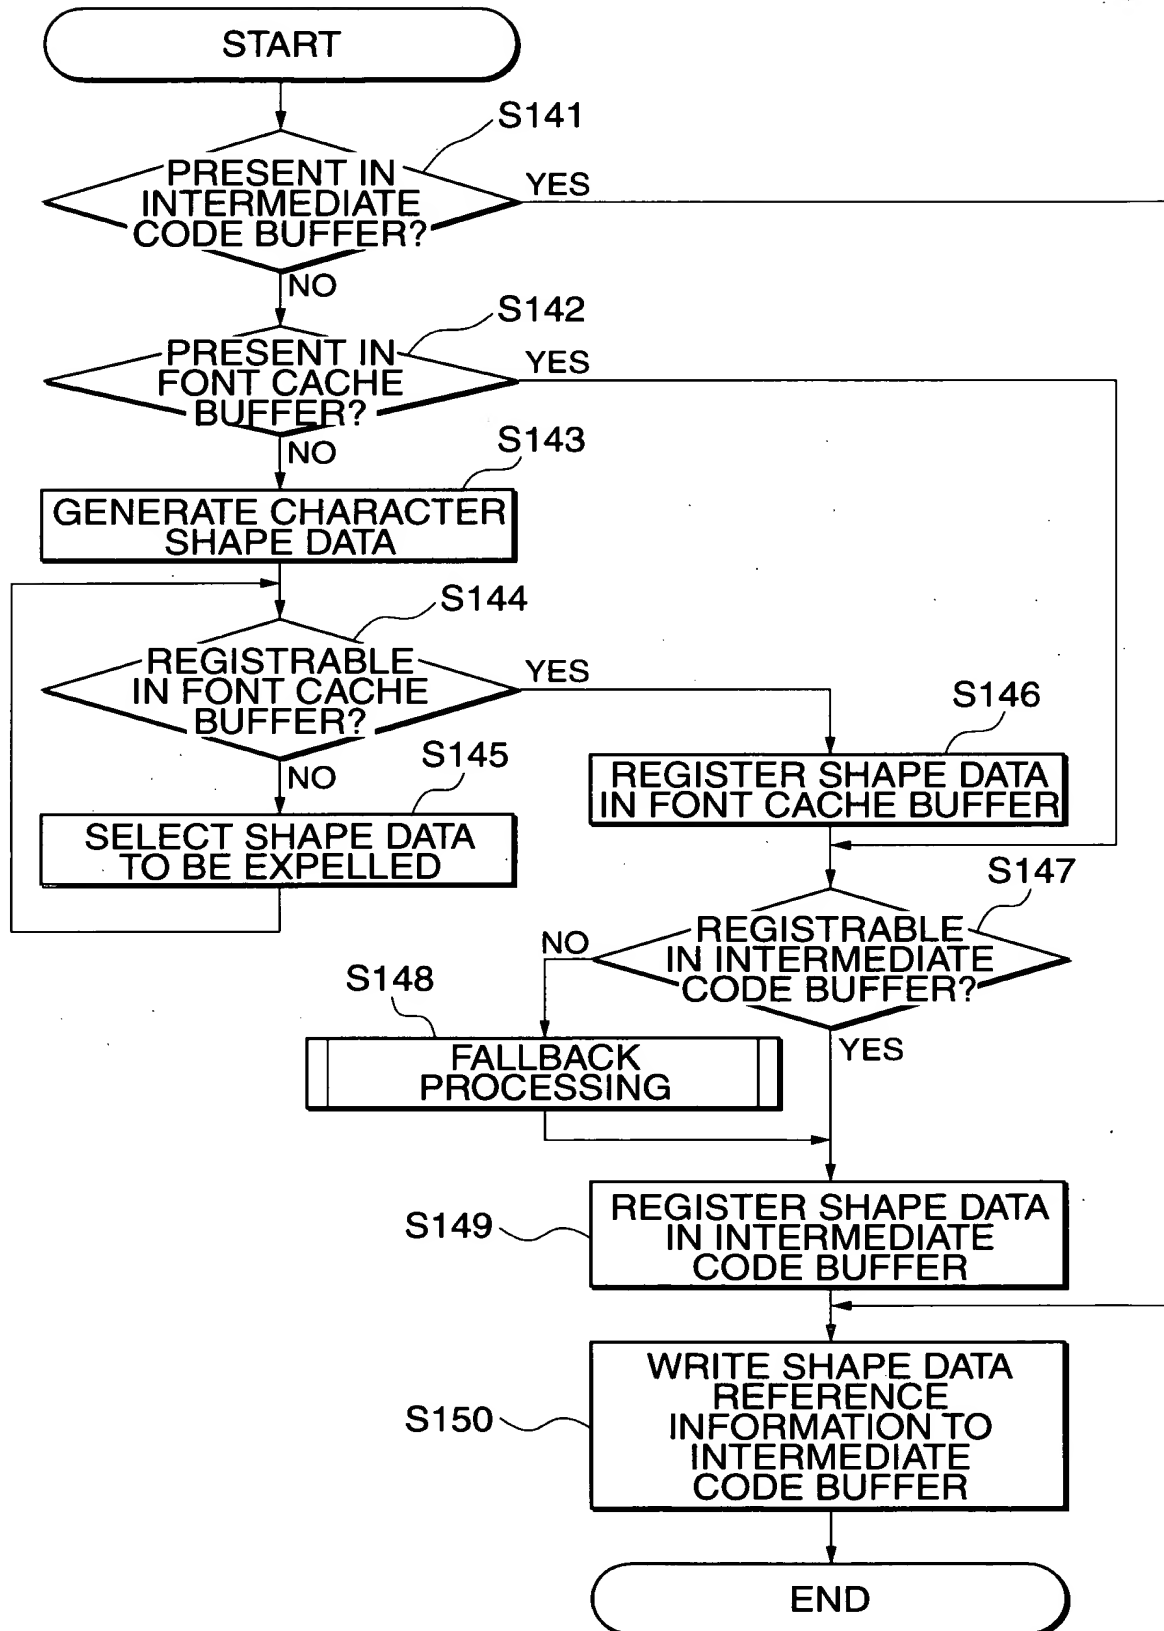 START
S141
PRESENT IN
INTERMEDIATE
CODE BUFFER?
YES
NO
S142
PRESENT IN
FONT CACHE
BUFFER?
YES
NO
S143
GENERATE CHARACTER
SHAPE DATA
S144
REGISTRABLE
IN FONT CACHE
BUFFER?
YES
NO
S145
SELECT SHAPE DATA
TO BE EXPELLED
S146
REGISTER SHAPE DATA
IN FONT CACHE BUFFER
S147
REGISTRABLE
IN INTERMEDIATE
CODE BUFFER?
NO
YES
S148
FALLBACK
PROCESSING
S149
REGISTER SHAPE DATA
IN INTERMEDIATE
CODE BUFFER
S150
WRITE SHAPE DATA
REFERENCE
INFORMATION TO
INTERMEDIATE
CODE BUFFER
END